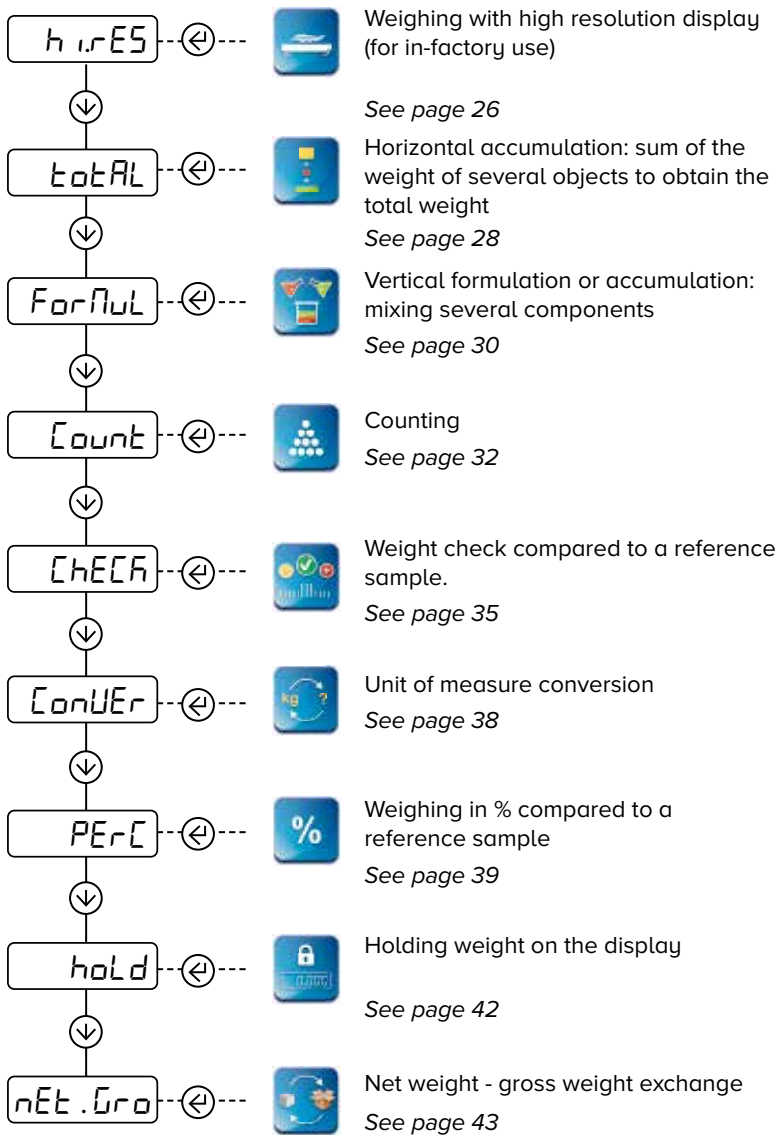 hi.rES
Weighing with high resolution display
(for in-factory use)
See page 26
totAL
Horizontal accumulation: sum of the
weight of several objects to obtain the
total weight
See page 28
ForMuL
Vertical formulation or accumulation:
mixing several components
See page 30
Count
Counting
See page 32
ChECk
Weight check compared to a reference
sample.
See page 35
ConVEr
kg ?
Unit of measure conversion
See page 38
PErC
%
Weighing in % compared to a
reference sample
See page 39
hoLd
0.000
Holding weight on the display
See page 42
nEt.Gro
Net weight - gross weight exchange
See page 43